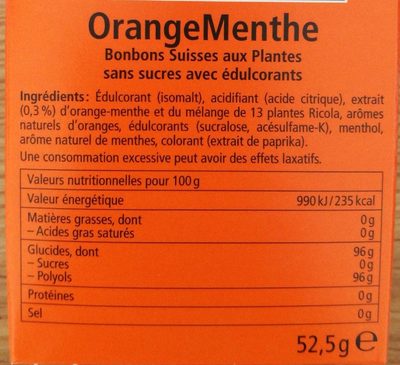 OrangeMenthe
Bonbons Suisses aux Plantes
sans sucres avec édulcorants
Ingrédients: Édulcorant (isomalt), acidifiant (acide citrique), extrait
(0,3%) d'orange-menthe et du mélange de 13 plantes Ricola, arômes
naturels d'oranges, édulcorants (sucralose, acésulfame-K), menthol,
arôme naturel de menthes, colorant (extrait de paprika).
Une consommation excessive peut avoir des effets laxatifs.
Valeurs nutritionnelles pour 100g
Valeur énergétique 990kJ/235kcal
Matières grasses, dont 0g
– Acides gras saturés 0g
Glucides, dont 96g
– Sucres 0g
– Polyols 96g
Protéines 0g
Sel 0g
52,5g e